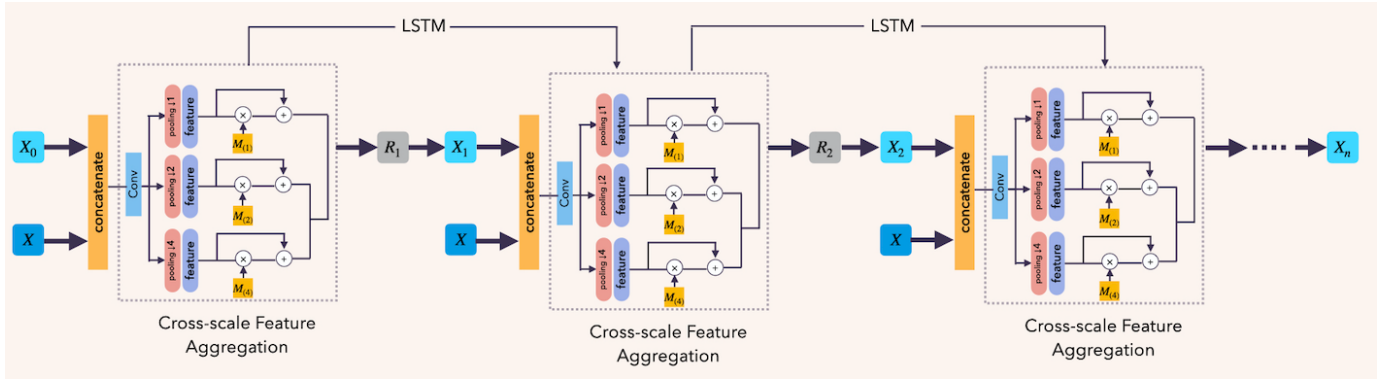 LSTM
LSTM
X0
X
concatenate
Conv
pooling↓1
feature
M(1)
pooling↓2
feature
M(2)
pooling↓4
feature
M(4)
Cross-scale Feature
Aggregation
R1
X1
X
concatenate
Conv
pooling↓1
feature
M(1)
pooling↓2
feature
M(2)
pooling↓4
feature
M(4)
Cross-scale Feature
Aggregation
R2
X2
X
concatenate
Conv
pooling↓1
feature
M(1)
pooling↓2
feature
M(2)
pooling↓4
feature
M(4)
Cross-scale Feature
Aggregation
Xn